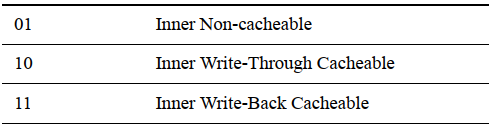 01 Inner Non-cacheable
10 Inner Write-Through Cacheable
11 Inner Write-Back Cacheable